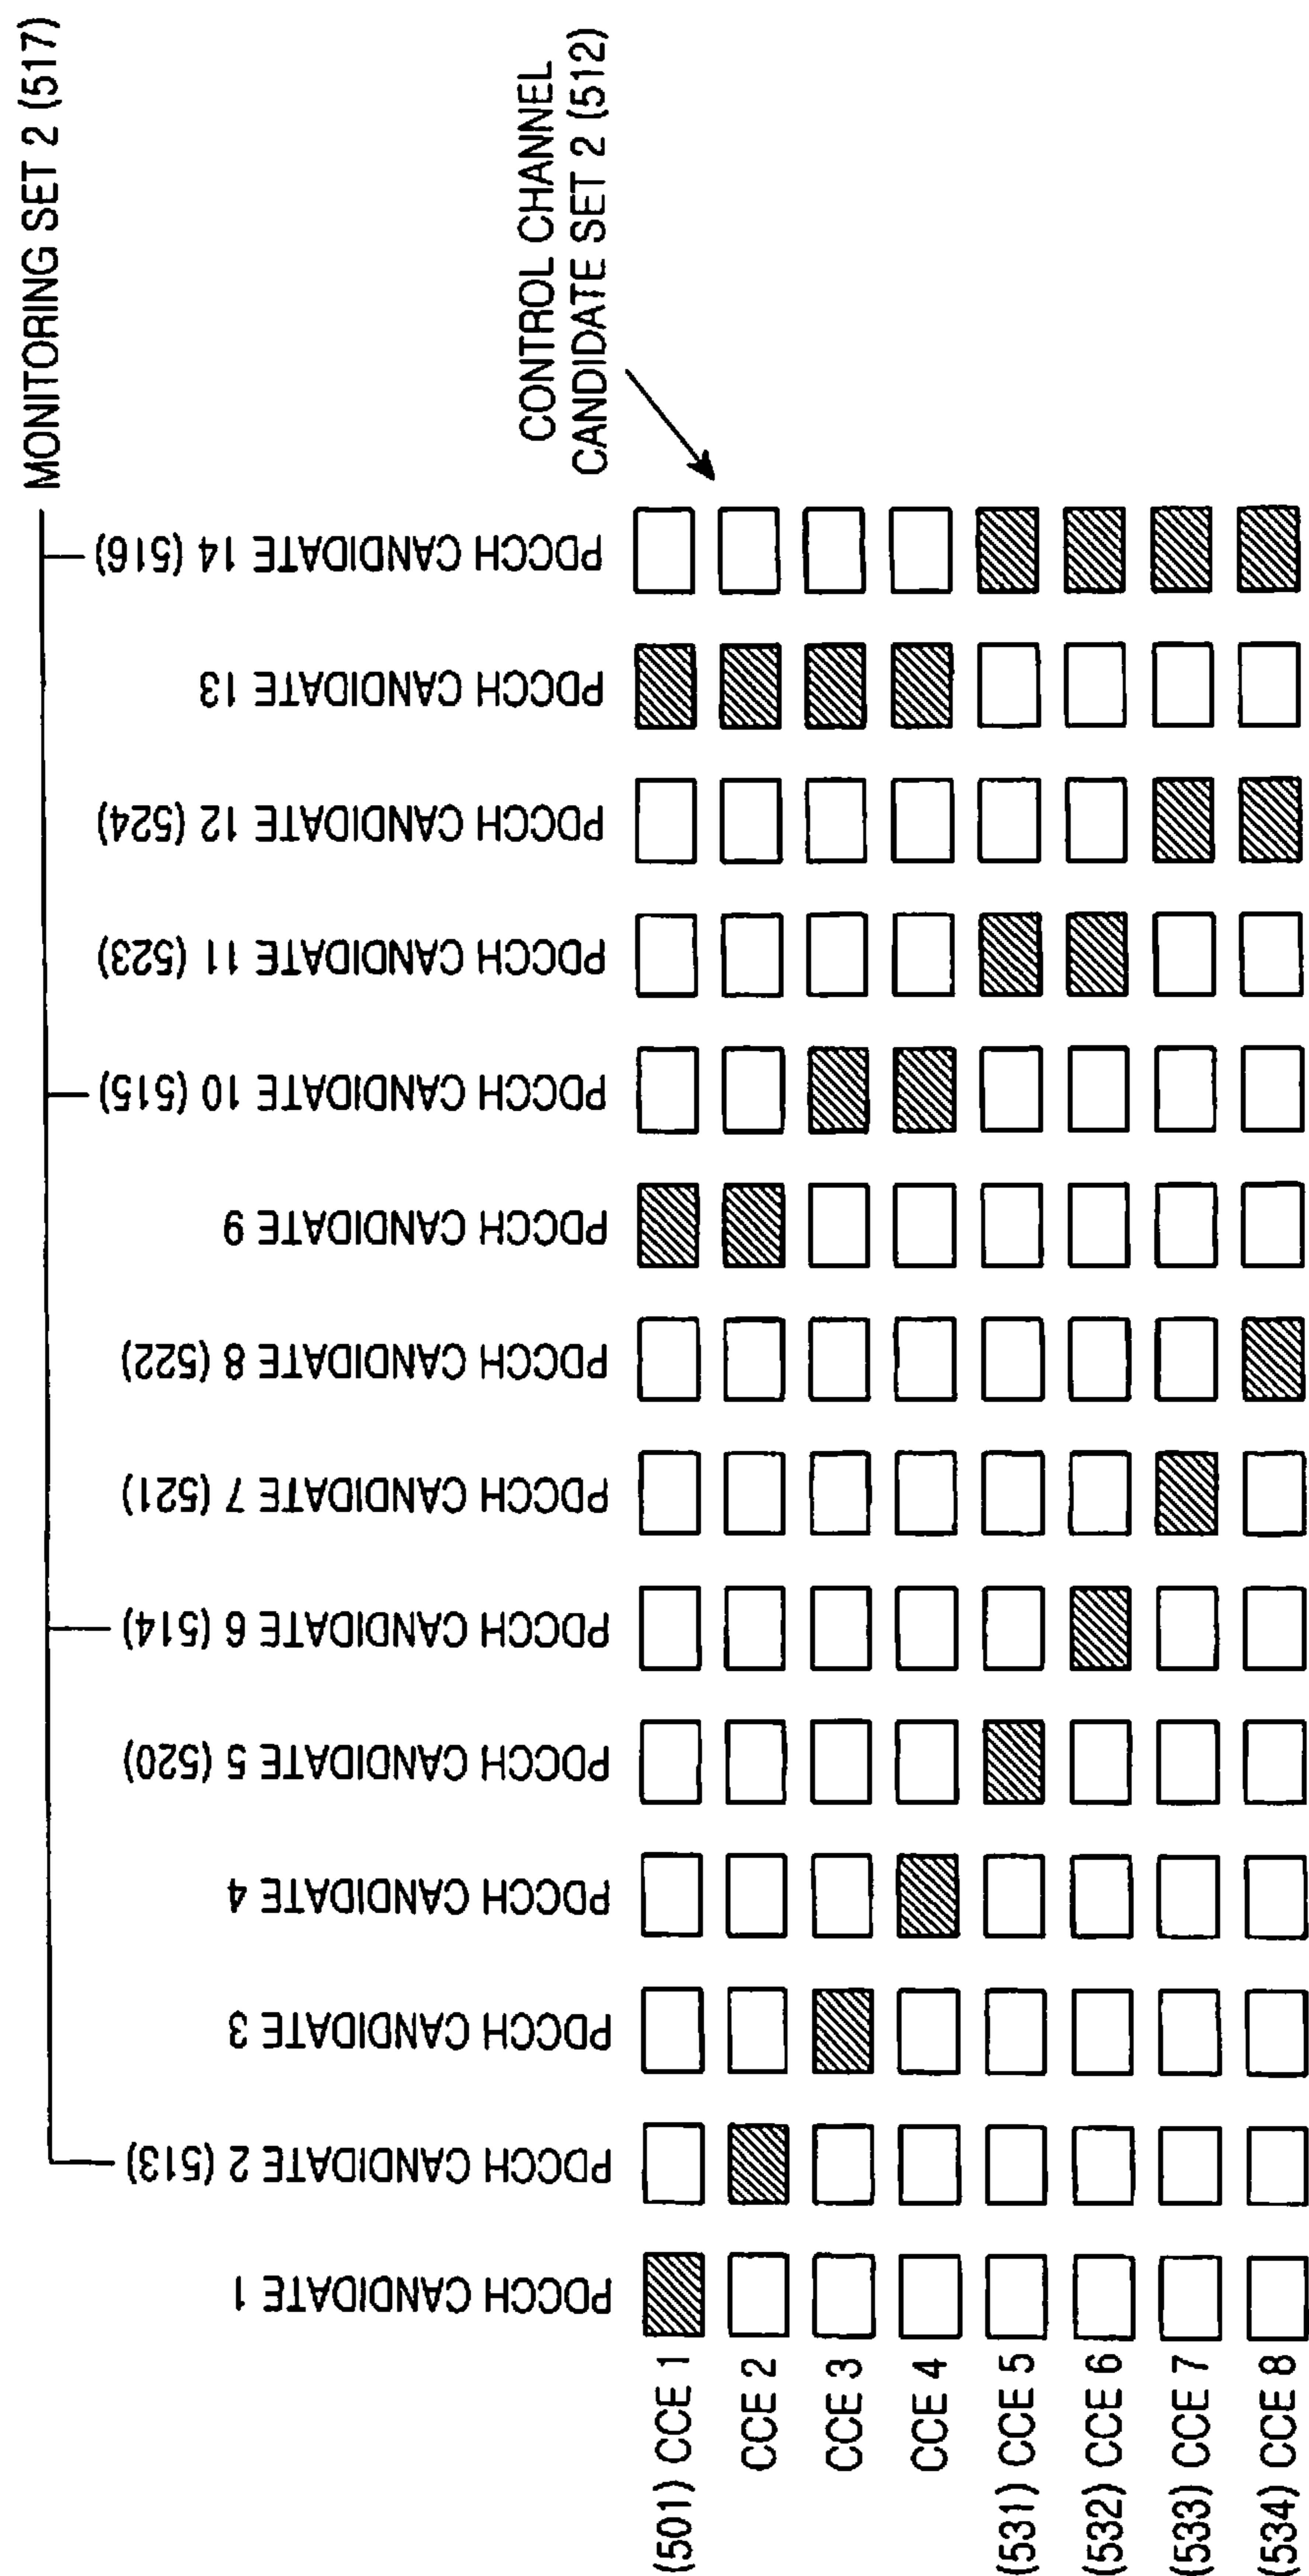 MONITORING SET 2 (517)
CONTROL CHANNEL
CANDIDATE SET 2 (512)
PDCCH CANDIDATE 1
PDCCH CANDIDATE 2 (513)
PDCCH CANDIDATE 3
PDCCH CANDIDATE 4
PDCCH CANDIDATE 5 (520)
PDCCH CANDIDATE 6 (514)
PDCCH CANDIDATE 7 (521)
PDCCH CANDIDATE 8 (522)
PDCCH CANDIDATE 9
PDCCH CANDIDATE 10 (515)
PDCCH CANDIDATE 11 (523)
PDCCH CANDIDATE 12 (524)
PDCCH CANDIDATE 13
PDCCH CANDIDATE 14 (516)
(501) CCE 1
CCE 2
CCE 3
CCE 4
(531) CCE 5
(532) CCE 6
(533) CCE 7
(534) CCE 8